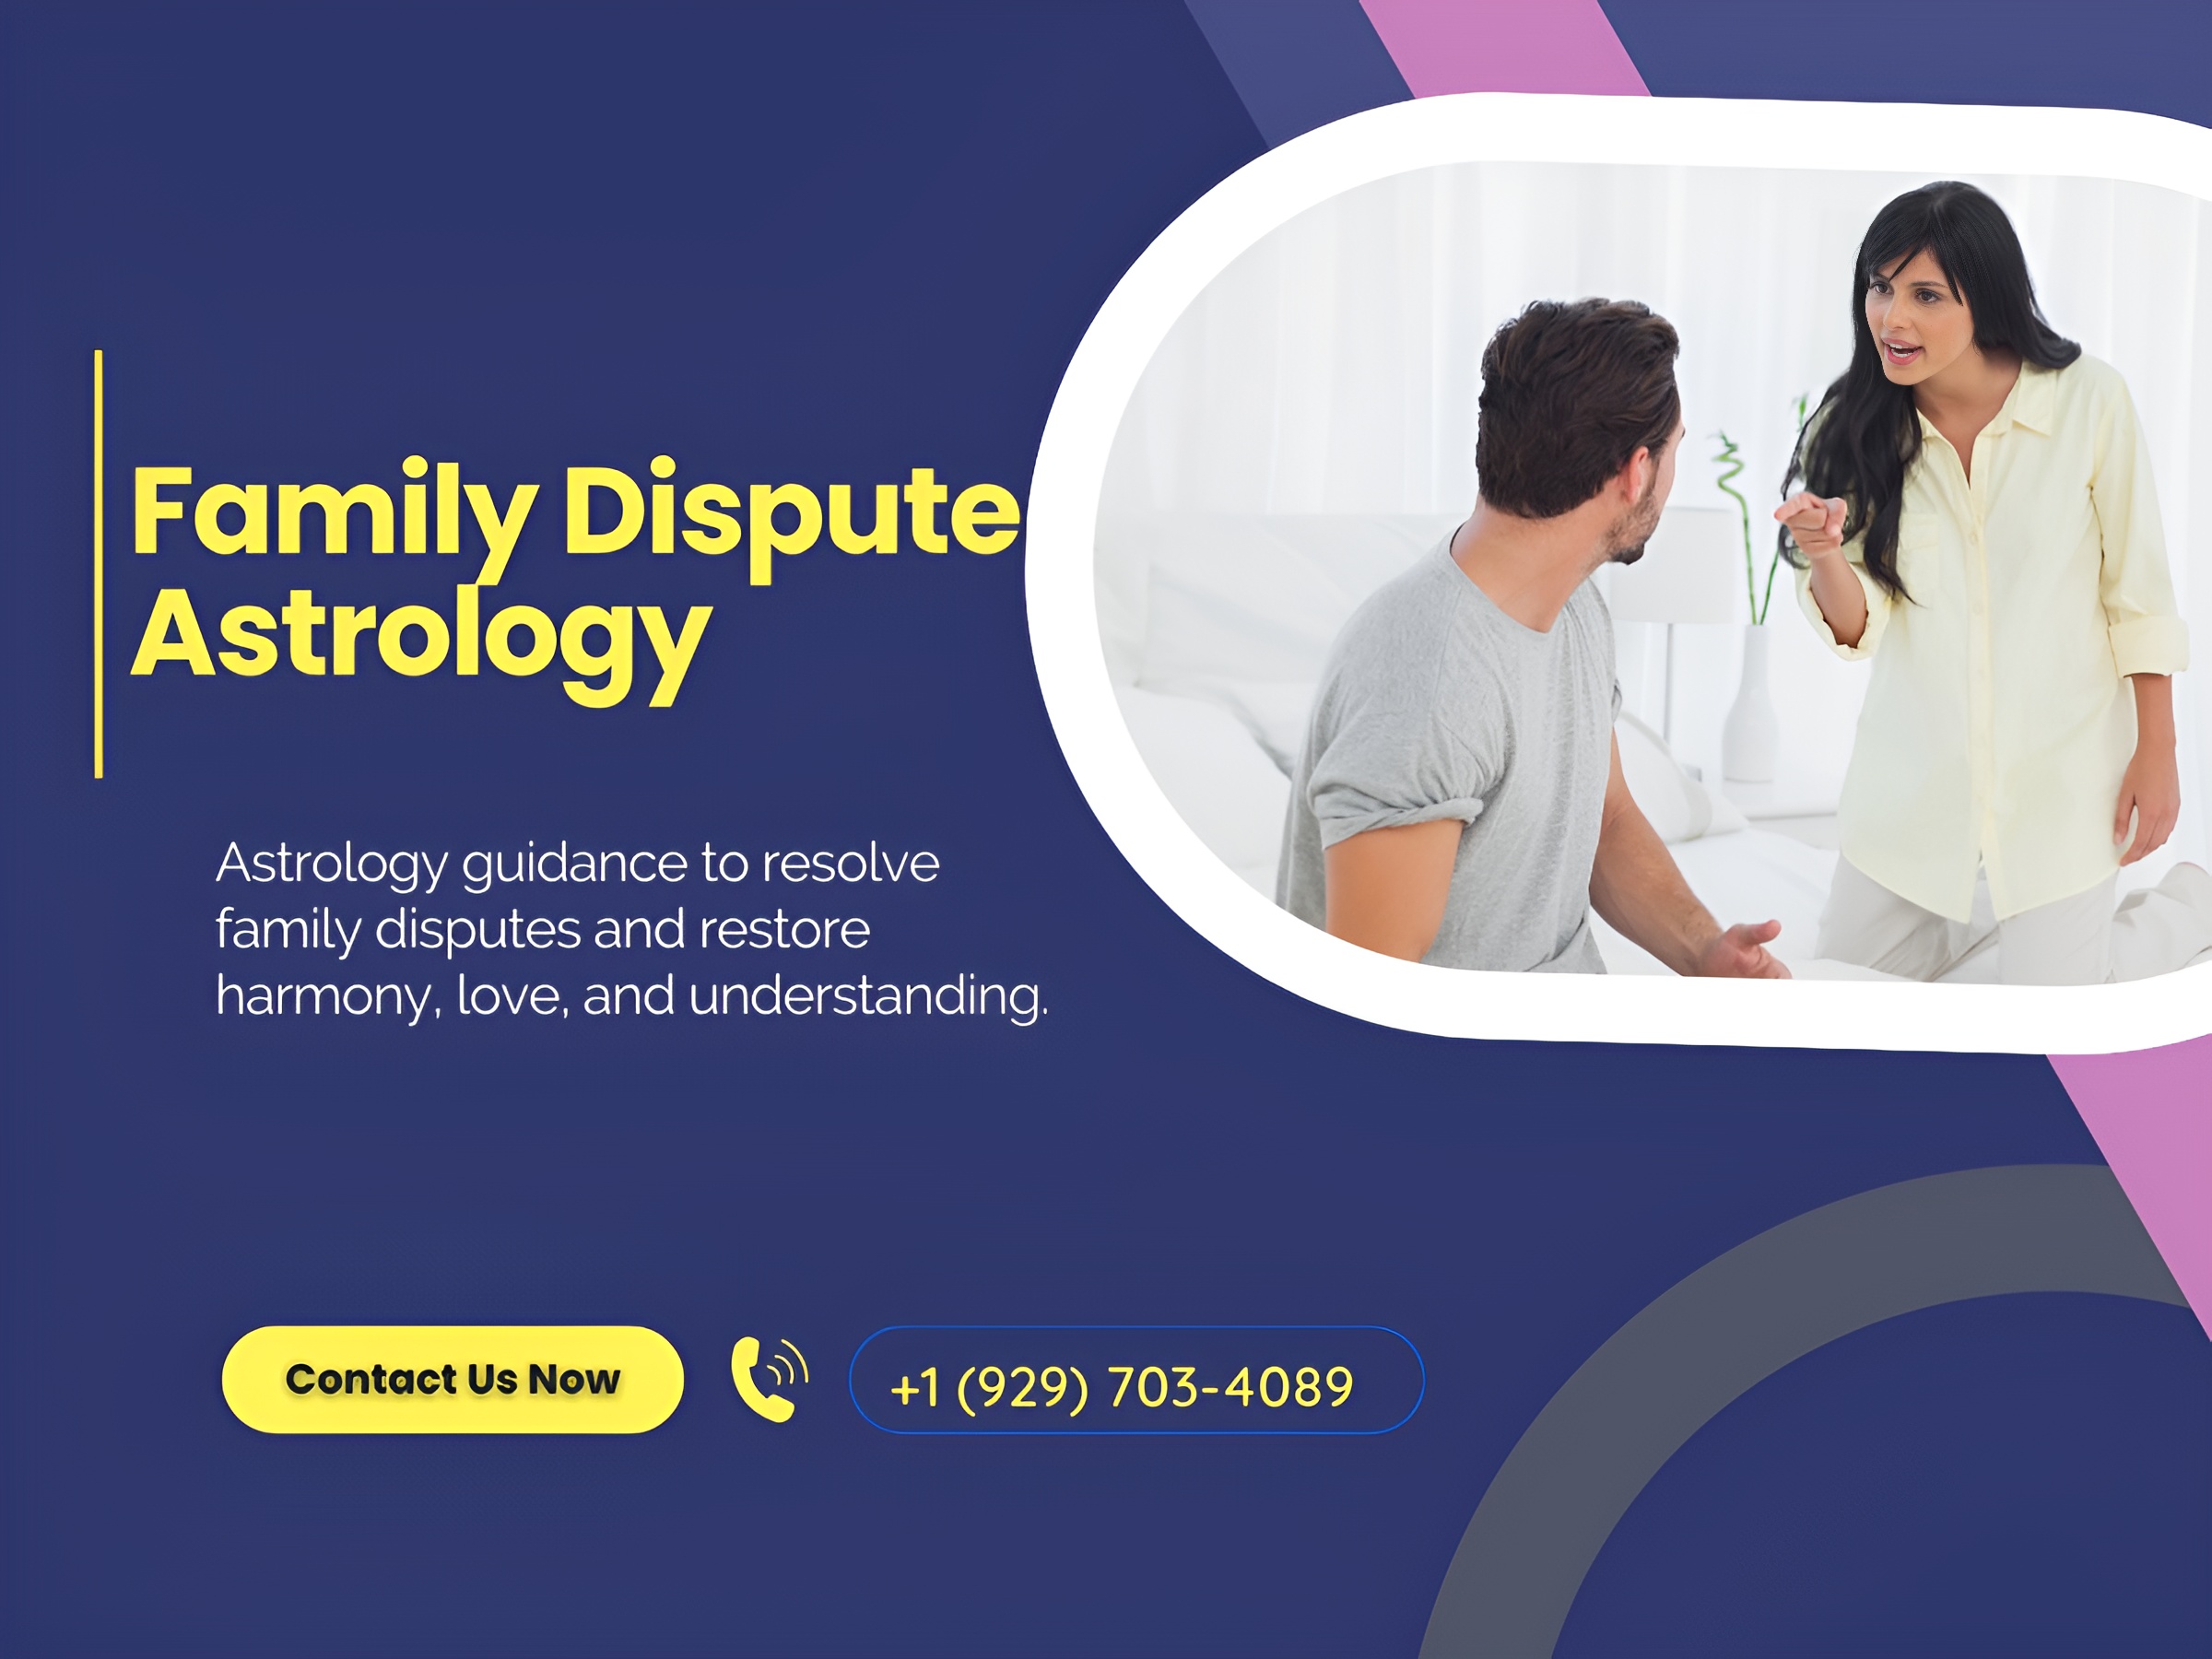 Family Dispute
Astrology
Astrology guidance to resolve
family disputes and restore
harmony, love, and understanding.
Contact Us Now
+1 (929) 703-4089